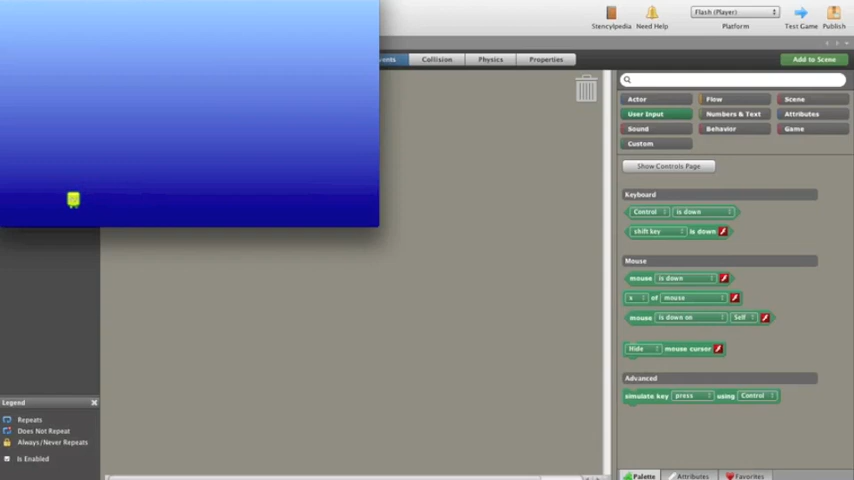 Flash (Player)
Stencylpedia Need Help Platform Test Game Publish
Collision Physics Properties Add to Scene
Actor Flow Scene
User Input Numbers & Text Attributes
Sound Behavior Game
Custom
Show Controls Page
Keyboard
Control is down
shift key is down
Mouse
mouse is down
x of mouse
mouse is down on Self
Hide mouse cursor
Advanced
simulate key press using Control
Legend
Repeats
Does Not Repeat
Always/Never Repeats
Is Enabled
Palette Attributes Favorites